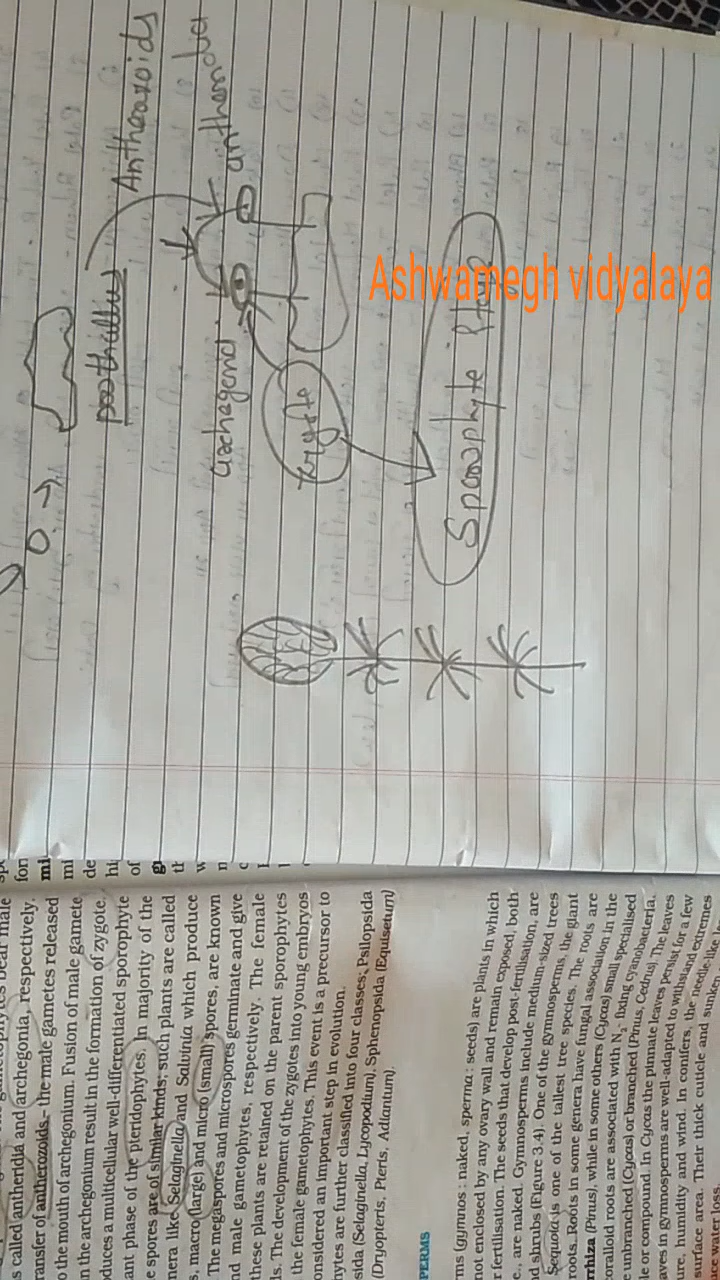 Antherozoids
prothallus
antheridia
archegonia
zygote
Sporophyte
Ashwamegh vidyalaya
s called antheridia and archegonia, respectively.
ransfer of antherozoids - the male gametes released
o the mouth of archegonium. Fusion of male gamete
n the archegonium result in the formation of zygote.
duces a multicellular well-differentiated sporophyte
ant phase of the pteridophytes. In majority of the
e spores are of similar kinds; such plants are called
nera like Selaginella and Salvinia which produce
s, macro (large) and micro (small) spores, are known
The megaspores and microspores germinate and give
nd male gametophytes, respectively. The female
these plants are retained on the parent sporophytes
ls. The development of the zygotes into young embryos
the female gametophytes. This event is a precursor to
onsidered an important step in evolution.
hytes are further classified into four classes: Psilopsida
sida (Selaginella, Lycopodium), Sphenopsida (Equisetum)
(Dryopteris, Pteris, Adiantum).
PERMS
rms (gymnos : naked, sperma : seeds) are plants in which
not enclosed by any ovary wall and remain exposed, both
r fertilisation. The seeds that develop post-fertilisation, are
e., are naked. Gymnosperms include medium-sized trees
d shrubs (Figure 3.4). One of the gymnosperms, the giant
Sequoia is one of the tallest tree species. The roots are
roots. Roots in some genera have fungal association in the
rhiza (Pinus), while in some others (Cycas) small specialised
oralloid roots are associated with N2- fixing cyanobacteria.
unbranched (Cycas) or branched (Pinus, Cedrus). The leaves
e or compound. In Cycas the pinnate leaves persist for a few
ves in gymnosperms are well-adapted to withstand extremes
re, humidity and wind. In conifers, the needle-like
surface area. Their thick cuticle and sunken
ce water loss.